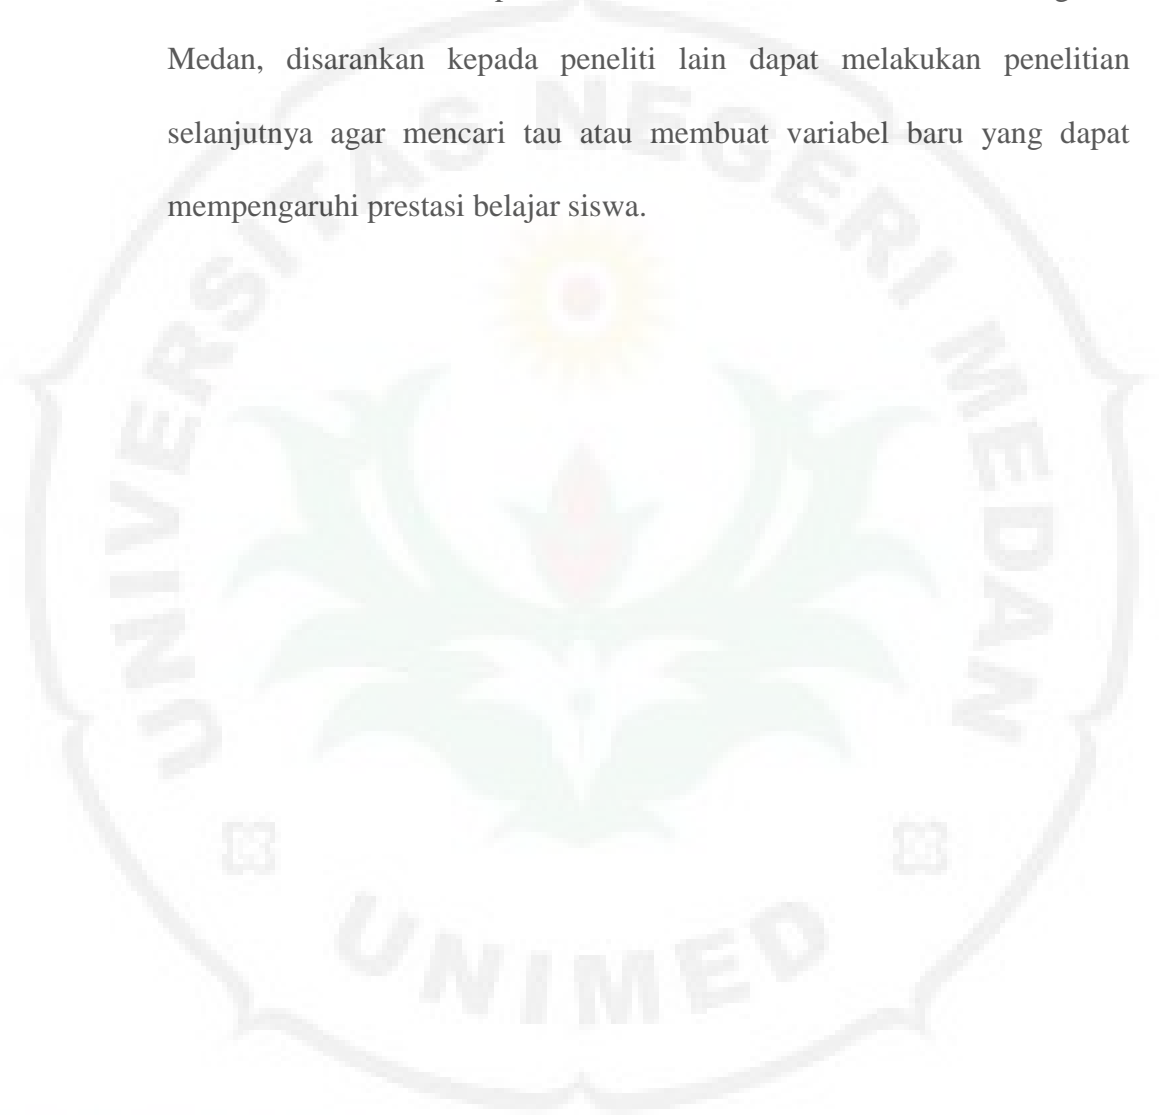 Medan, disarankan kepada peneliti lain dapat melakukan penelitian
selanjutnya agar mencari tau atau membuat variabel baru yang dapat
mempengaruhi prestasi belajar siswa.
UNIVERSITAS NEGERI MEDAN
UNIMED